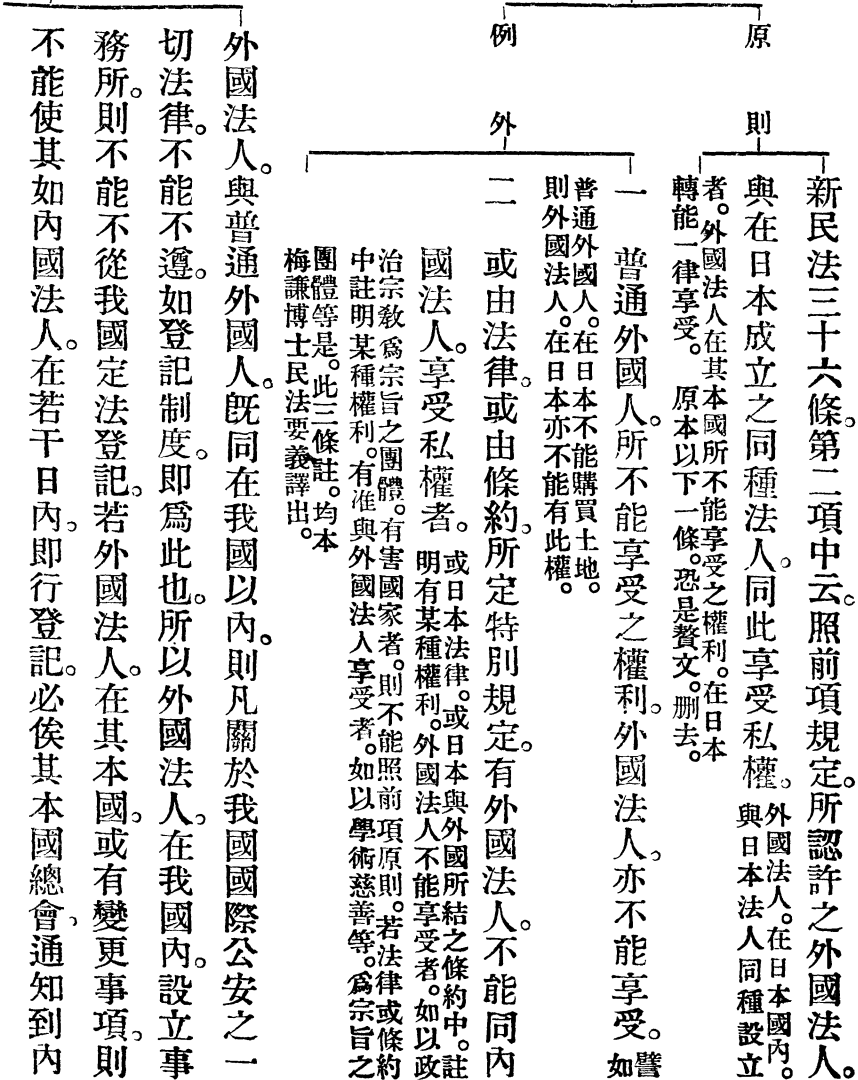 原則
新民法三十六條。第二項中云。照前項規定。所認許之外國法人。
與在日本成立之同種法人。同此享受私權。外國法人。在日本國內。
與日本法人同種設立
者。外國法人在其本國所不能享受之權利。在日本
轉能一律享受。 原本以下一條。恐是贅文。刪去。
例外
一 普通外國人。所不能享受之權利。外國法人。亦不能享受。譬
如
普通外國人。在日本不能購買土地。
則外國法人。在日本亦不能有此權。
二 或由法律。或由條約。所定特別規定。有外國法人。不能同內
國法人。享受私權者。或日本法律。或日本與外國所結之條約中。註
明有某種權利。外國法人不能享受者。如以政
治宗敎爲宗旨之團體。有害國家者。則不能照前項原則。若法律或條約
中註明某種權利。有准與外國法人享受者。如以學術慈善等。爲宗旨之
團體等是。此三條註。均本
梅謙博士民法要義譯出。
外國法人。與普通外國人。旣同在我國以內。則凡關於我國國際公安之一
切法律。不能不遵。如登記制度。即爲此也。所以外國法人。在我國內。設立事
務所。則不能不從我國定法登記。若外國法人。在其本國。或有變更事項。則
不能使其如內國法人。在若干日內。即行登記。必俟其本國總會。通知到內